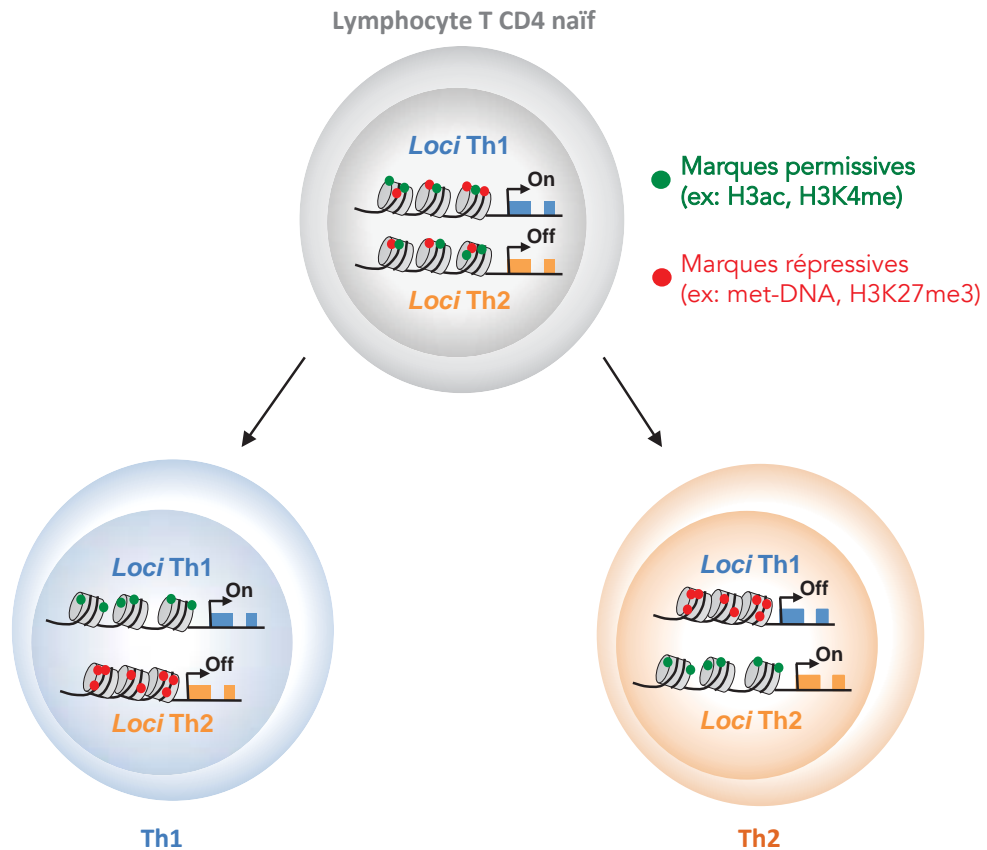 Lymphocyte T CD4 naïf
Loci Th1
On
Off
Loci Th2
Marques permissives
(ex: H3ac, H3K4me)
Marques répressives
(ex: met-DNA, H3K27me3)
Loci Th1
On
Off
Loci Th2
Th1
Loci Th1
Off
On
Loci Th2
Th2